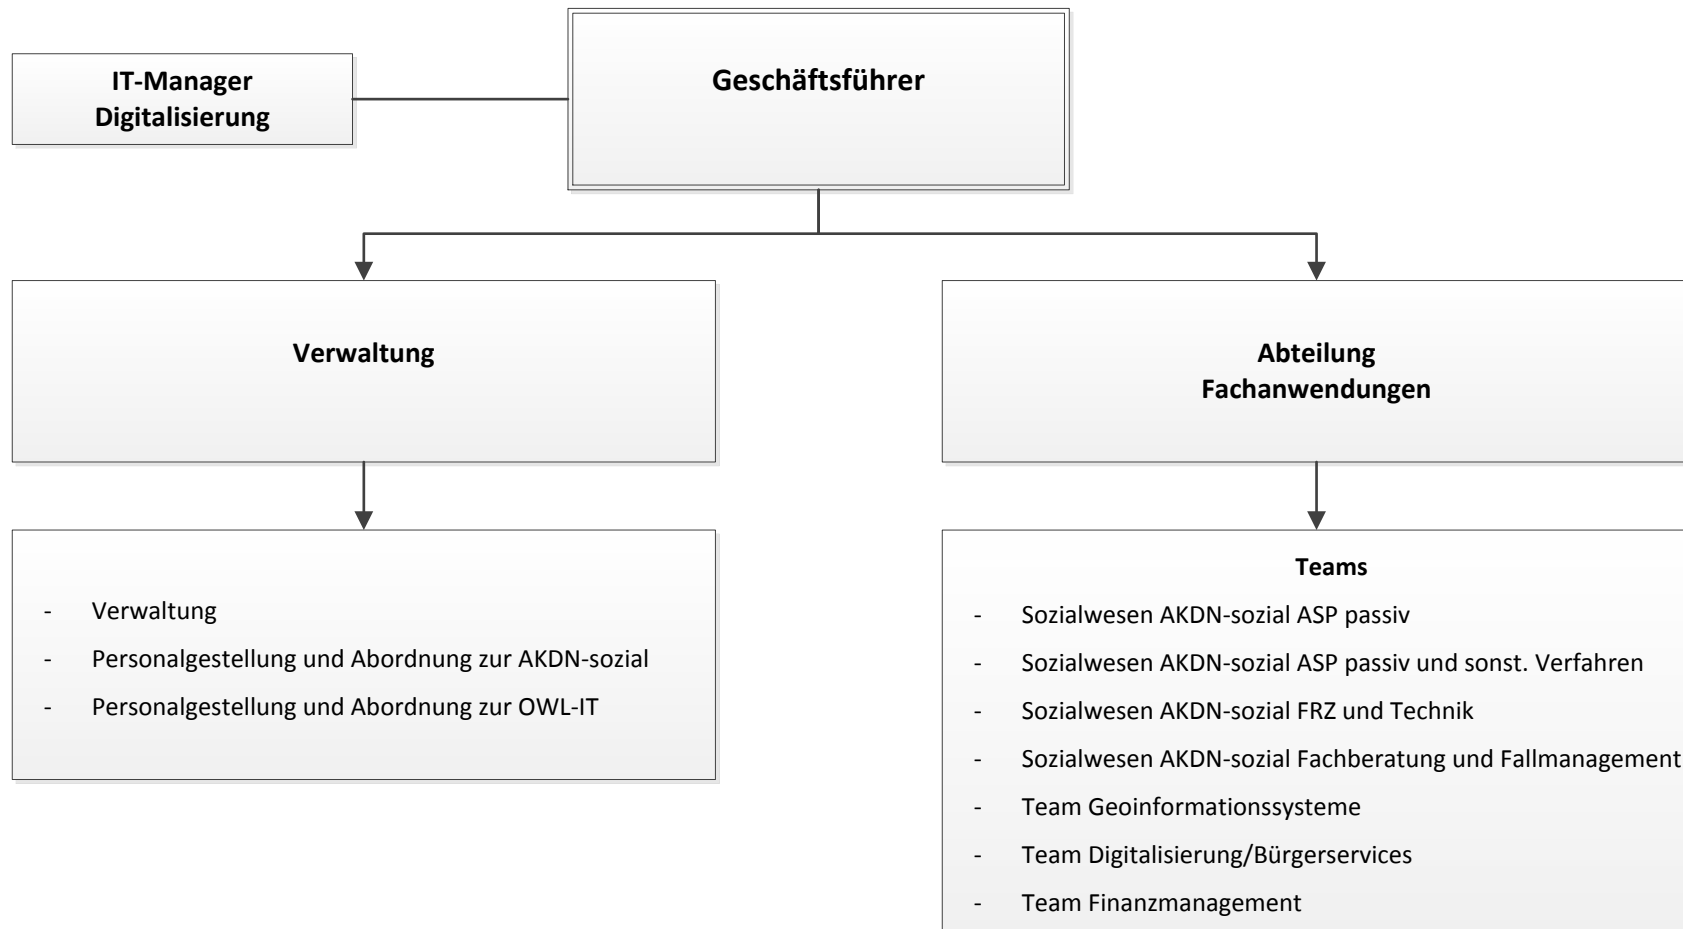 IT-Manager
Digitalisierung
Geschäftsführer
Verwaltung
Abteilung
Fachanwendungen
- Verwaltung
- Personalgestellung und Abordnung zur AKDN-sozial
- Personalgestellung und Abordnung zur OWL-IT
Teams
- Sozialwesen AKDN-sozial ASP passiv
- Sozialwesen AKDN-sozial ASP passiv und sonst. Verfahren
- Sozialwesen AKDN-sozial FRZ und Technik
- Sozialwesen AKDN-sozial Fachberatung und Fallmanagement
- Team Geoinformationssysteme
- Team Digitalisierung/Bürgerservices
- Team Finanzmanagement